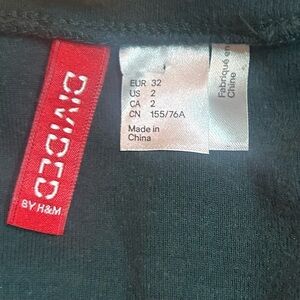 DIVIDED
BY H&M
EUR 32
US 2
CA 2
CN 155/76A
Made in
China
Fabriqué en
Chine